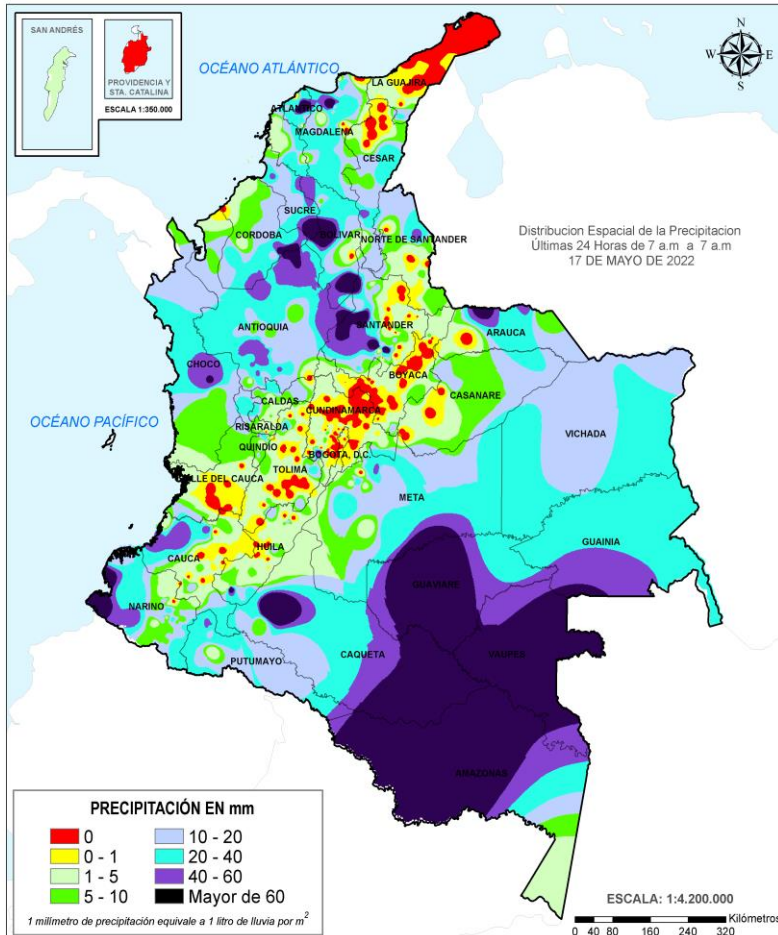 SAN ANDRÉS
PROVIDENCIA Y
STA. CATALINA
ESCALA 1:350.000
OCÉANO ATLÁNTICO
N
W
E
S
LA GUAJIRA
ATLANTICO
MAGDALENA
CESAR
SUCRE
CORDOBA
BOLIVAR
NORTE DE SANTANDER
Distribucion Espacial de la Precipitacion
Últimas 24 Horas de 7 a.m a 7 a.m
17 DE MAYO DE 2022
ANTIOQUIA
SANTANDER
ARAUCA
CHOCO
BOYACA
CASANARE
CALDAS
CUNDINAMARCA
OCÉANO PACÍFICO
RISARALDA
VICHADA
QUINDIO
BOGOTA, D.C.
TOLIMA
VALLE DEL CAUCA
META
GUAINIA
CAUCA
HUILA
GUAVIARE
NARINO
CAQUETA
VAUPES
PUTUMAYO
AMAZONAS
PRECIPITACIÓN EN mm
0
0 - 1
1 - 5
5 - 10
10 - 20
20 - 40
40 - 60
Mayor de 60
1 milímetro de precipitación equivale a 1 litro de lluvia por m²
ESCALA: 1:4.200.000
Kilómetros
0 40 80 160 240 320